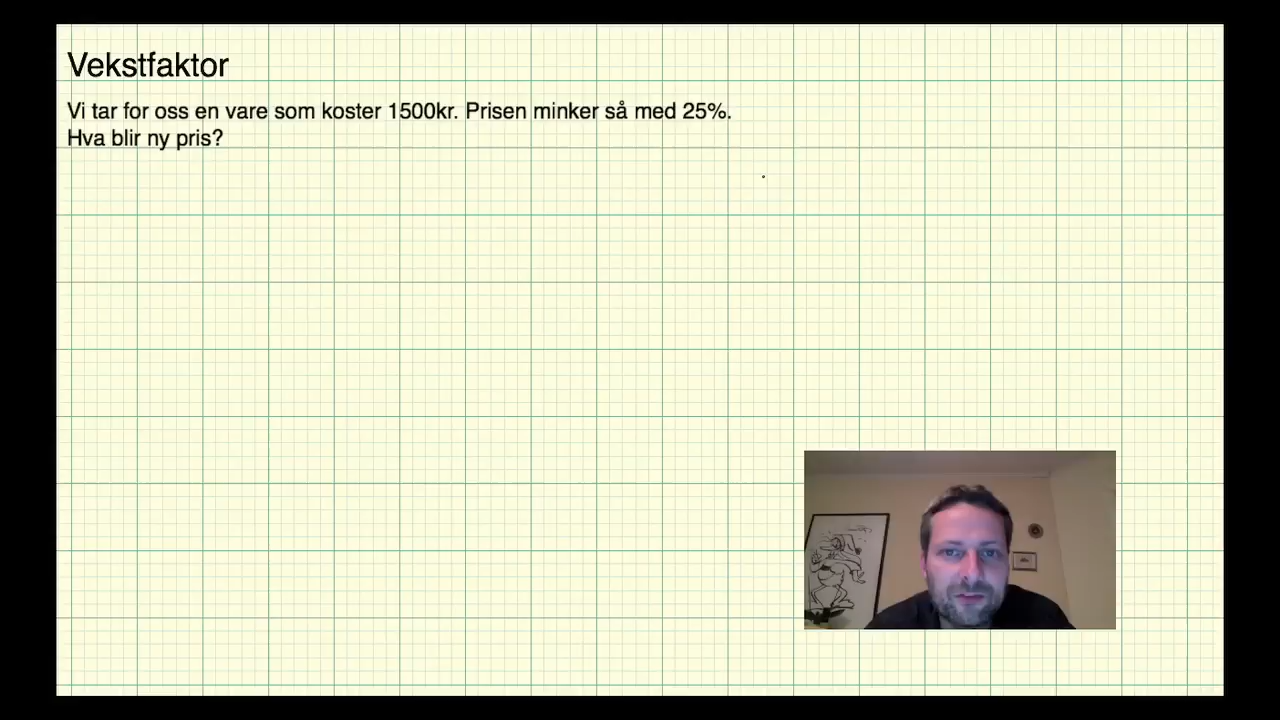 Vekstfaktor
Vi tar for oss en vare som koster 1500kr. Prisen minker så med 25%.
Hva blir ny pris?